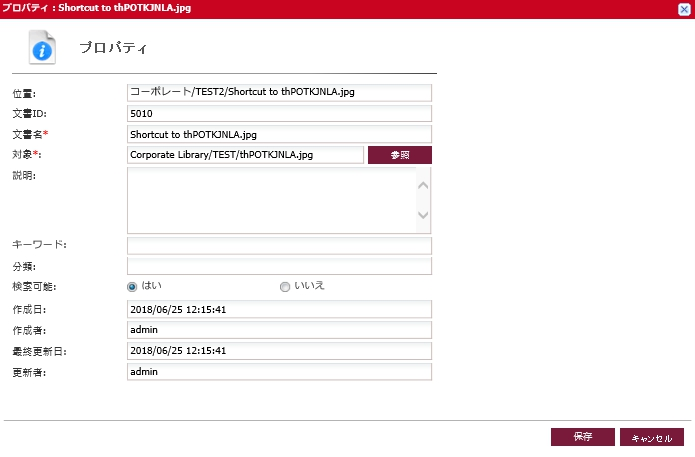 プロパティ : Shortcut to thPOTKJNLA.jpg
プロパティ
位置: コーポレート/TEST2/Shortcut to thPOTKJNLA.jpg
文書ID: 5010
文書名* Shortcut to thPOTKJNLA.jpg
対象*: Corporate Library/TEST/thPOTKJNLA.jpg 参照
説明:
キーワード:
分類:
検索可能: はい いいえ
作成日: 2018/06/25 12:15:41
作成者: admin
最終更新日: 2018/06/25 12:15:41
更新者: admin
保存 キャンセル